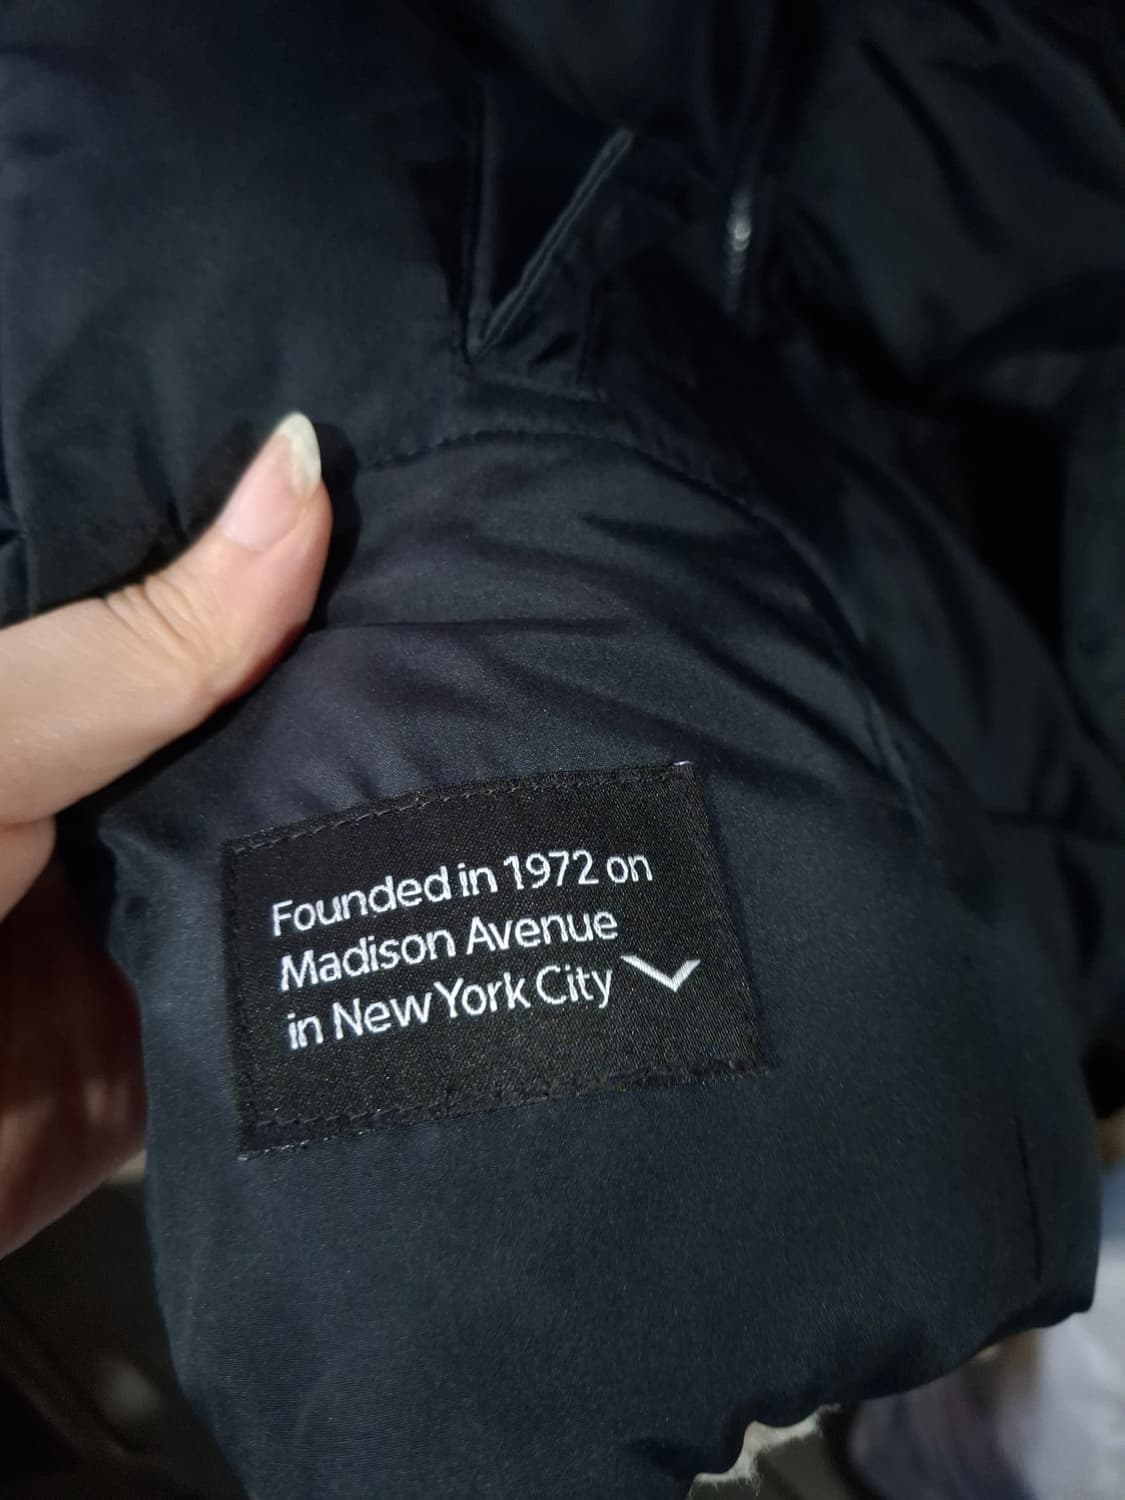 Founded in 1972 on
Madison Avenue
in New York City